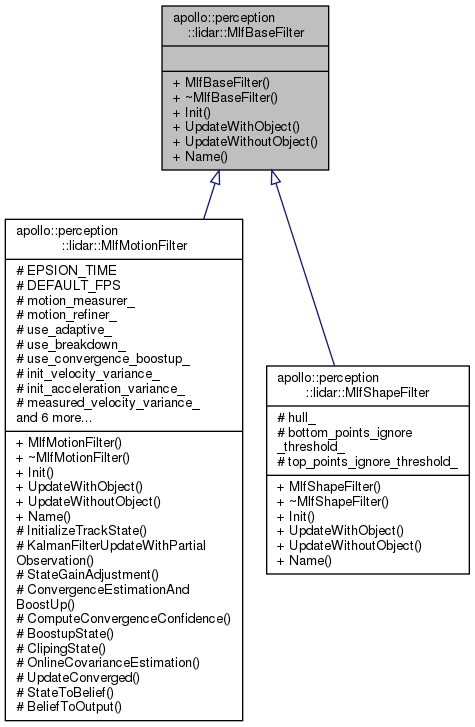 apollo::perception
::lidar::MlfBaseFilter
+ MlfBaseFilter()
+ ~MlfBaseFilter()
+ Init()
+ UpdateWithObject()
+ UpdateWithoutObject()
+ Name()
apollo::perception
::lidar::MlfMotionFilter
# EPSION_TIME
# DEFAULT_FPS
# motion_measurer_
# motion_refiner_
# use_adaptive_
# use_breakdown_
# use_convergence_boostup_
# init_velocity_variance_
# init_acceleration_variance_
# measured_velocity_variance_
and 6 more...
+ MlfMotionFilter()
+ ~MlfMotionFilter()
+ Init()
+ UpdateWithObject()
+ UpdateWithoutObject()
+ Name()
# InitializeTrackState()
# KalmanFilterUpdateWithPartial
Observation()
# StateGainAdjustment()
# ConvergenceEstimationAnd
BoostUp()
# ComputeConvergenceConfidence()
# BoostupState()
# ClipingState()
# OnlineCovarianceEstimation()
# UpdateConverged()
# StateToBelief()
# BeliefToOutput()
apollo::perception
::lidar::MlfShapeFilter
# hull_
# bottom_points_ignore
_threshold_
# top_points_ignore_threshold_
+ MlfShapeFilter()
+ ~MlfShapeFilter()
+ Init()
+ UpdateWithObject()
+ UpdateWithoutObject()
+ Name()